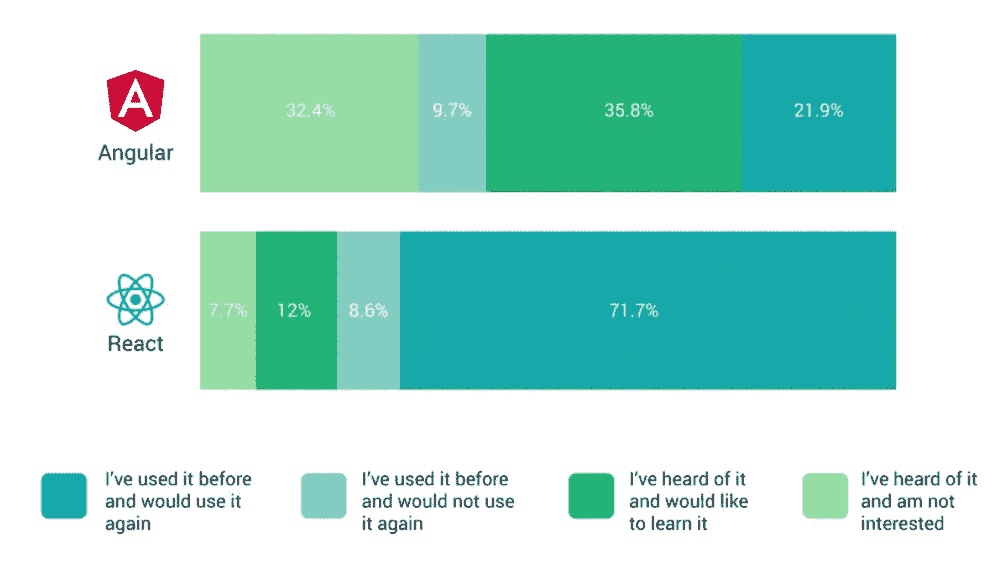 32.4%
9.7%
35.8%
21.9%
Angular
7.7%
12%
8.6%
71.7%
React
I've used it before
and would use it
again
I've used it before
and would not use
it again
I've heard of it
and would like
to learn it
I've heard of it
and am not
interested